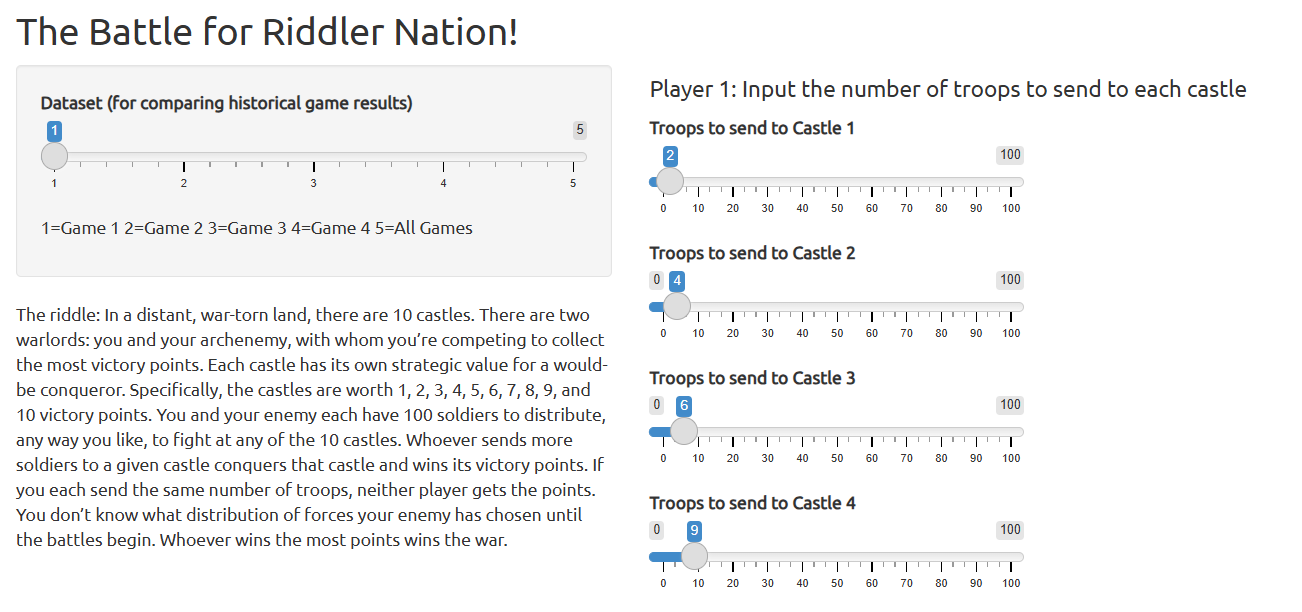 The Battle for Riddler Nation!
Dataset (for comparing historical game results)
1 5
1 2 3 4 5
1=Game 1 2=Game 2 3=Game 3 4=Game 4 5=All Games
The riddle: In a distant, war-torn land, there are 10 castles. There are two
warlords: you and your archenemy, with whom you’re competing to collect
the most victory points. Each castle has its own strategic value for a would-
be conqueror. Specifically, the castles are worth 1, 2, 3, 4, 5, 6, 7, 8, 9, and
10 victory points. You and your enemy each have 100 soldiers to distribute,
any way you like, to fight at any of the 10 castles. Whoever sends more
soldiers to a given castle conquers that castle and wins its victory points. If
you each send the same number of troops, neither player gets the points.
You don’t know what distribution of forces your enemy has chosen until
the battles begin. Whoever wins the most points wins the war.
Player 1: Input the number of troops to send to each castle
Troops to send to Castle 1
2 100
0 10 20 30 40 50 60 70 80 90 100
Troops to send to Castle 2
0 4 100
0 10 20 30 40 50 60 70 80 90 100
Troops to send to Castle 3
0 6 100
0 10 20 30 40 50 60 70 80 90 100
Troops to send to Castle 4
0 9 100
0 10 20 30 40 50 60 70 80 90 100